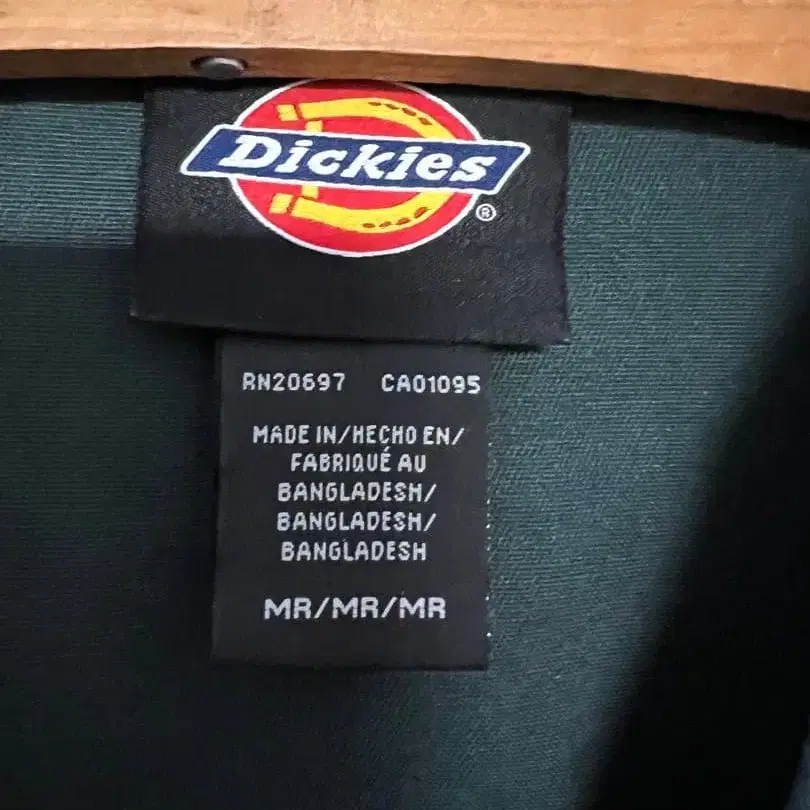 Dickies ®
RN20697 CA01095
MADE IN/HECHO EN/
FABRIQUÉ AU
BANGLADESH/
BANGLADESH/
BANGLADESH
MR/MR/MR